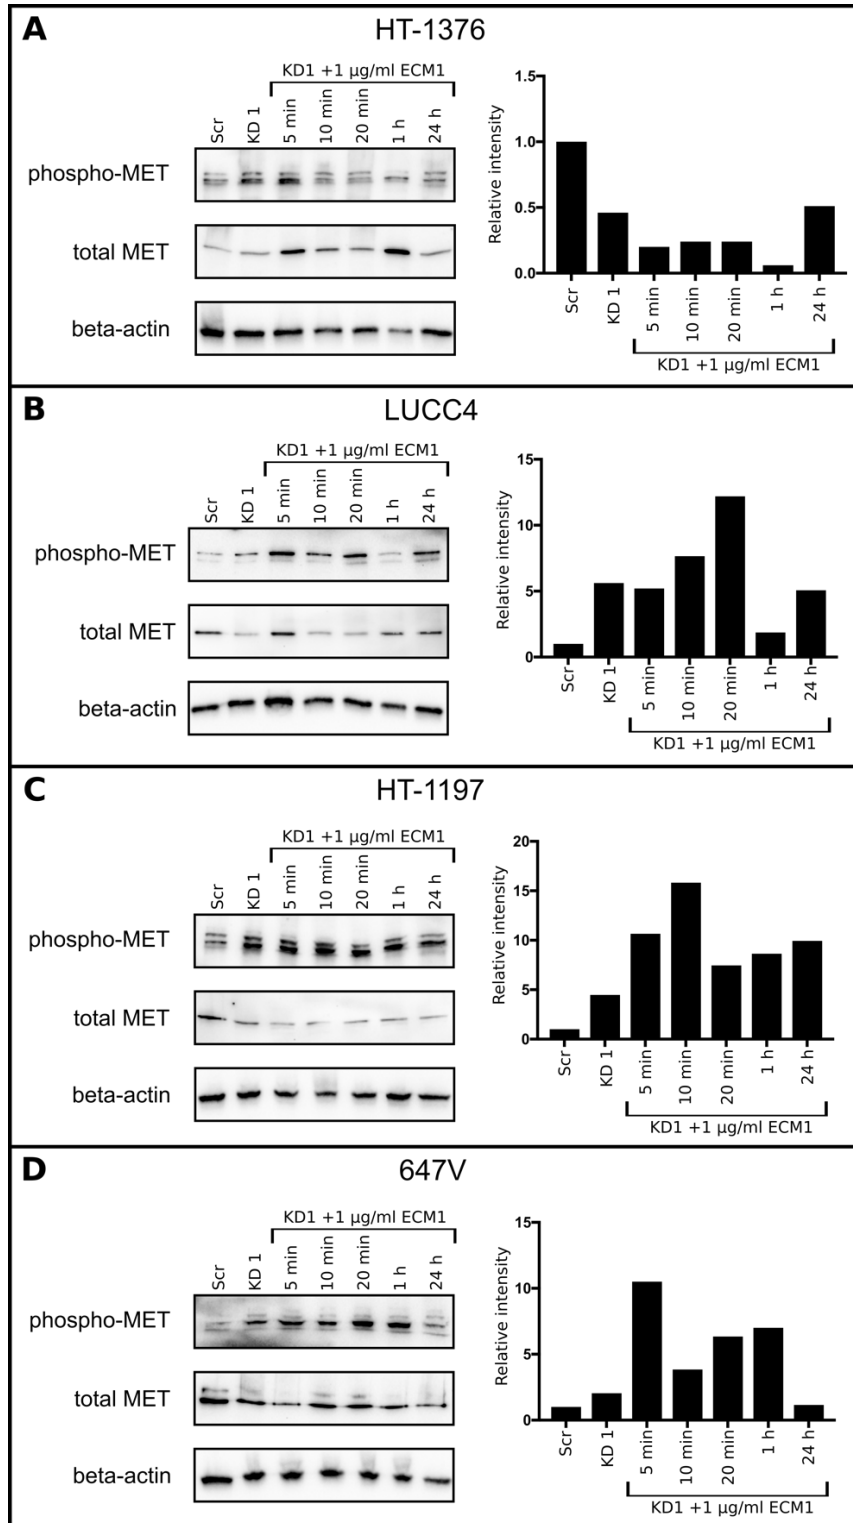 A
HT-1376
KD1 +1 µg/ml ECM1
Scr
KD 1
5 min
10 min
20 min
1 h
24 h
phospho-MET
total MET
beta-actin
Relative intensity
1.5
1.0
0.5
0.0
Scr
KD 1
5 min
10 min
20 min
1 h
24 h
KD1 +1 µg/ml ECM1
B
LUCC4
KD1 +1 µg/ml ECM1
Scr
KD 1
5 min
10 min
20 min
1 h
24 h
phospho-MET
total MET
beta-actin
Relative intensity
15
10
5
0
Scr
KD 1
5 min
10 min
20 min
1 h
24 h
KD1 +1 µg/ml ECM1
C
HT-1197
KD1 +1 µg/ml ECM1
Scr
KD 1
5 min
10 min
20 min
1 h
24 h
phospho-MET
total MET
beta-actin
Relative intensity
20
15
10
5
0
Scr
KD 1
5 min
10 min
20 min
1 h
24 h
KD1 +1 µg/ml ECM1
D
647V
KD1 +1 µg/ml ECM1
Scr
KD 1
5 min
10 min
20 min
1 h
24 h
phospho-MET
total MET
beta-actin
Relative intensity
15
10
5
0
Scr
KD 1
5 min
10 min
20 min
1 h
24 h
KD1 +1 µg/ml ECM1